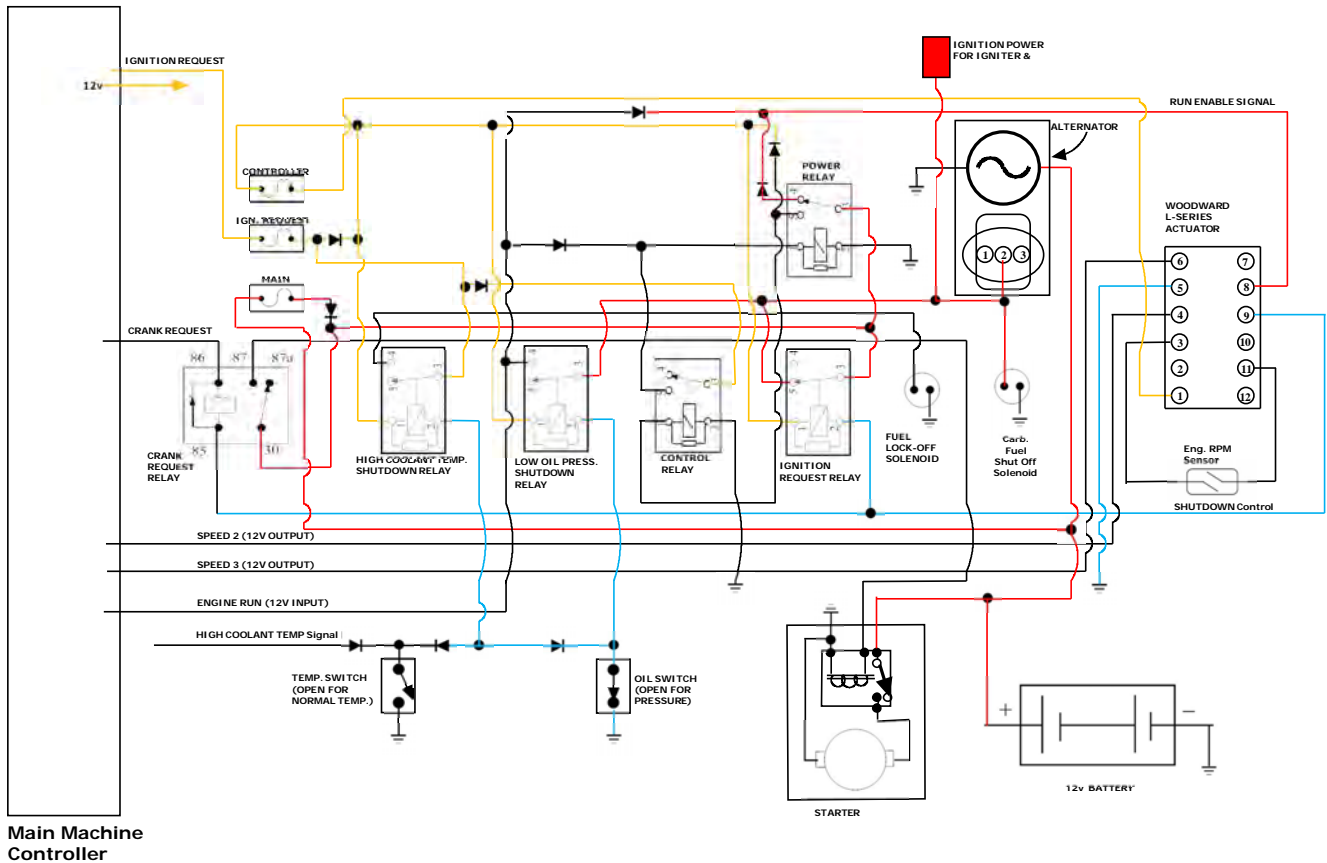 IGNITION REQUEST
12v
IGNITION POWER
FOR IGNITER &
RUN ENABLE SIGNAL
ALTERNATOR
CONTROLLER
POWER
RELAY
IGN. REQUEST
WOODWARD
L-SERIES
ACTUATOR
1 2 3
6 7
5 8
4 9
3 10
2 11
1 12
MAIN
CRANK REQUEST
86 87 87a
85 30
CRANK
REQUEST
RELAY
HIGH COOLANT TEMP.
SHUTDOWN RELAY
LOW OIL PRESS.
SHUTDOWN
RELAY
CONTROL
RELAY
IGNITION
REQUEST RELAY
FUEL
LOCK-OFF
SOLENOID
Carb.
Fuel
Shut Off
Solenoid
Eng. RPM
Sensor
SHUTDOWN Control
SPEED 2 (12V OUTPUT)
SPEED 3 (12V OUTPUT)
ENGINE RUN (12V INPUT)
HIGH COOLANT TEMP Signal
TEMP. SWITCH
(OPEN FOR
NORMAL TEMP.)
OIL SWITCH
(OPEN FOR
PRESSURE)
+ −
12v BATTERY
STARTER
Main Machine
Controller